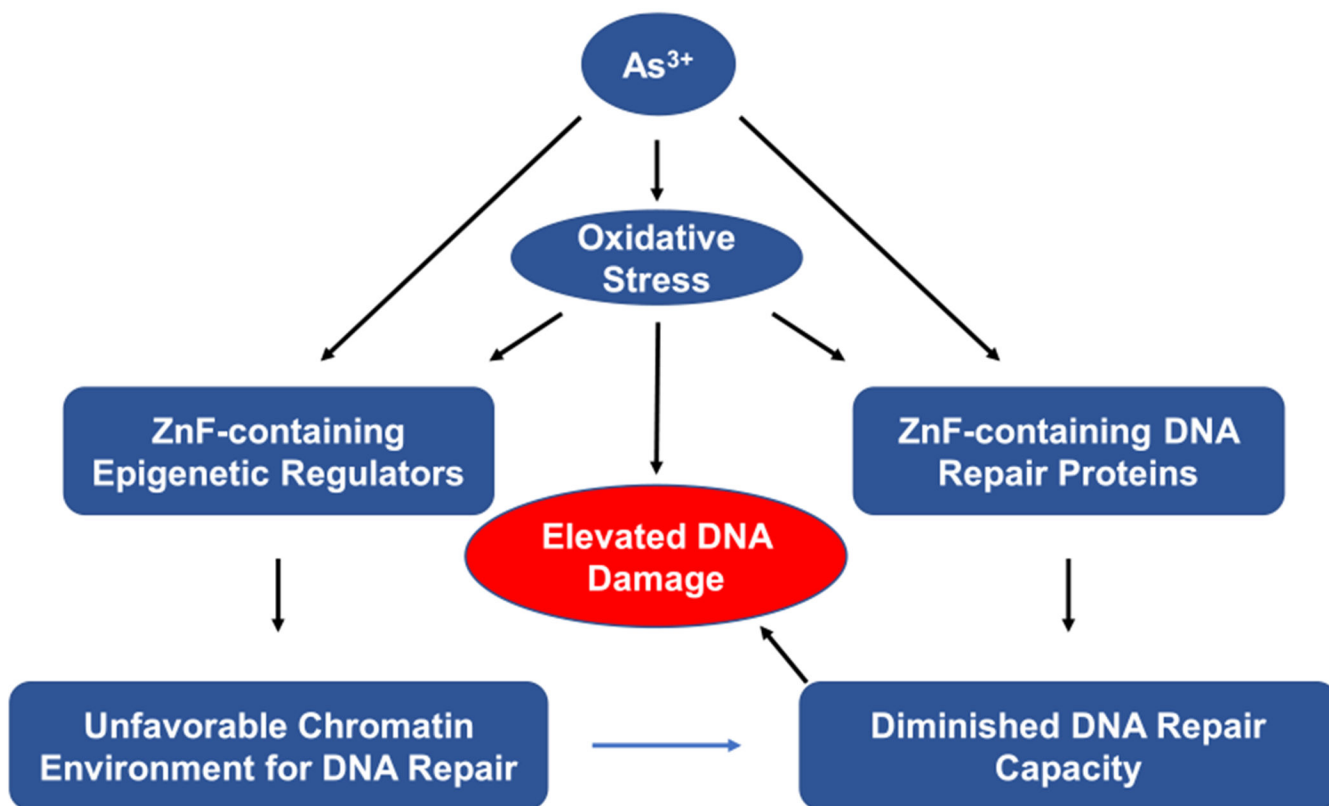 As³⁺
Oxidative
Stress
ZnF-containing
Epigenetic Regulators
ZnF-containing DNA
Repair Proteins
Elevated DNA
Damage
Unfavorable Chromatin
Environment for DNA Repair
Diminished DNA Repair
Capacity